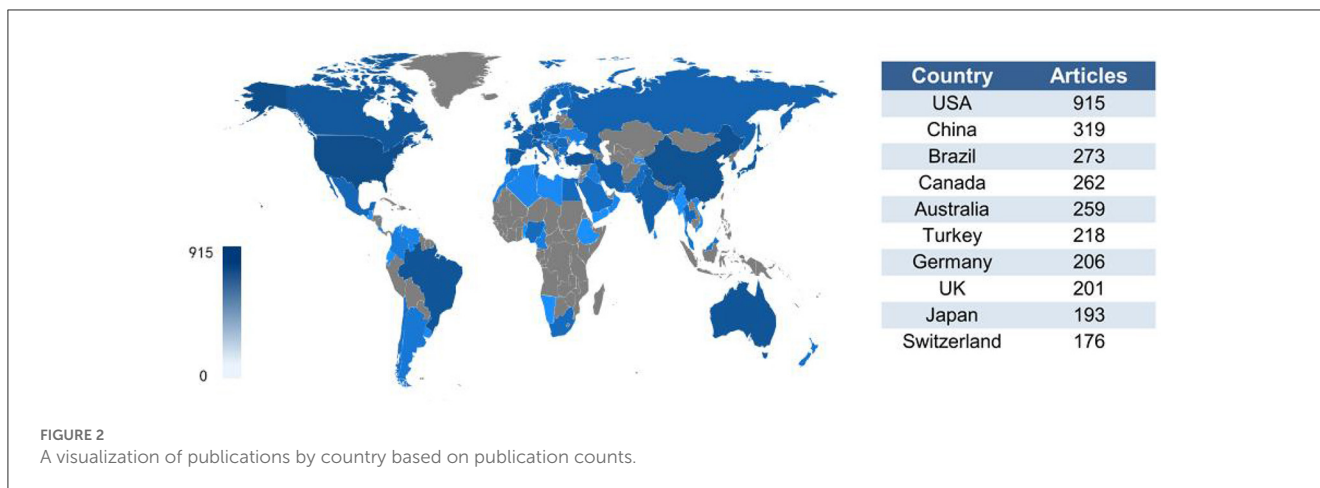 915
0
Country Articles
USA 915
China 319
Brazil 273
Canada 262
Australia 259
Turkey 218
Germany 206
UK 201
Japan 193
Switzerland 176
FIGURE 2
A visualization of publications by country based on publication counts.